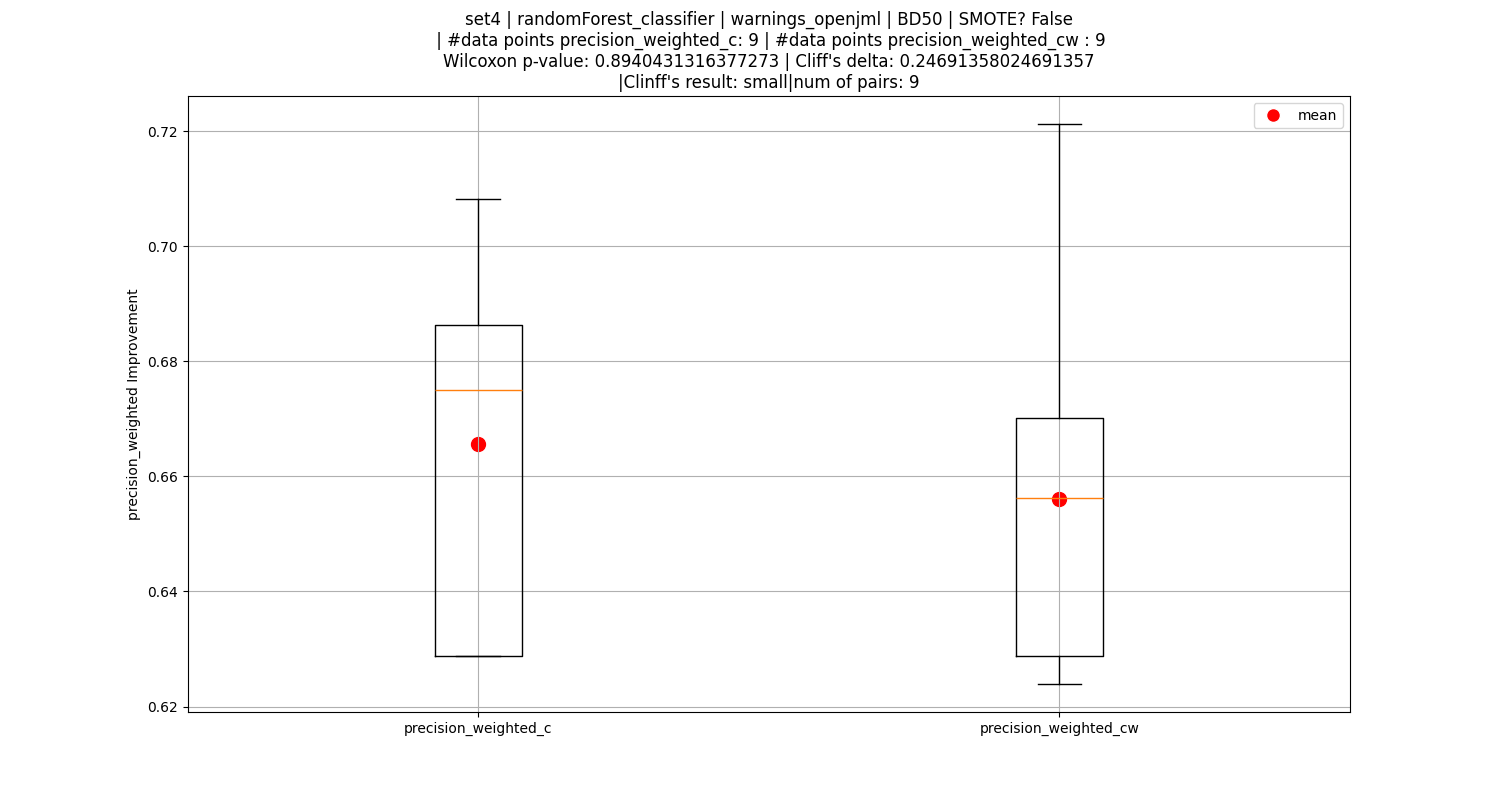 set4 | randomForest_classifier | warnings_openjml | BD50 | SMOTE? False
| #data points precision_weighted_c: 9 | #data points precision_weighted_cw : 9
Wilcoxon p-value: 0.8940431316377273 | Cliff's delta: 0.24691358024691357
|Clinff's result: small|num of pairs: 9
mean
0.72
0.70
0.68
0.66
0.64
0.62
precision_weighted Improvement
precision_weighted_c
precision_weighted_cw